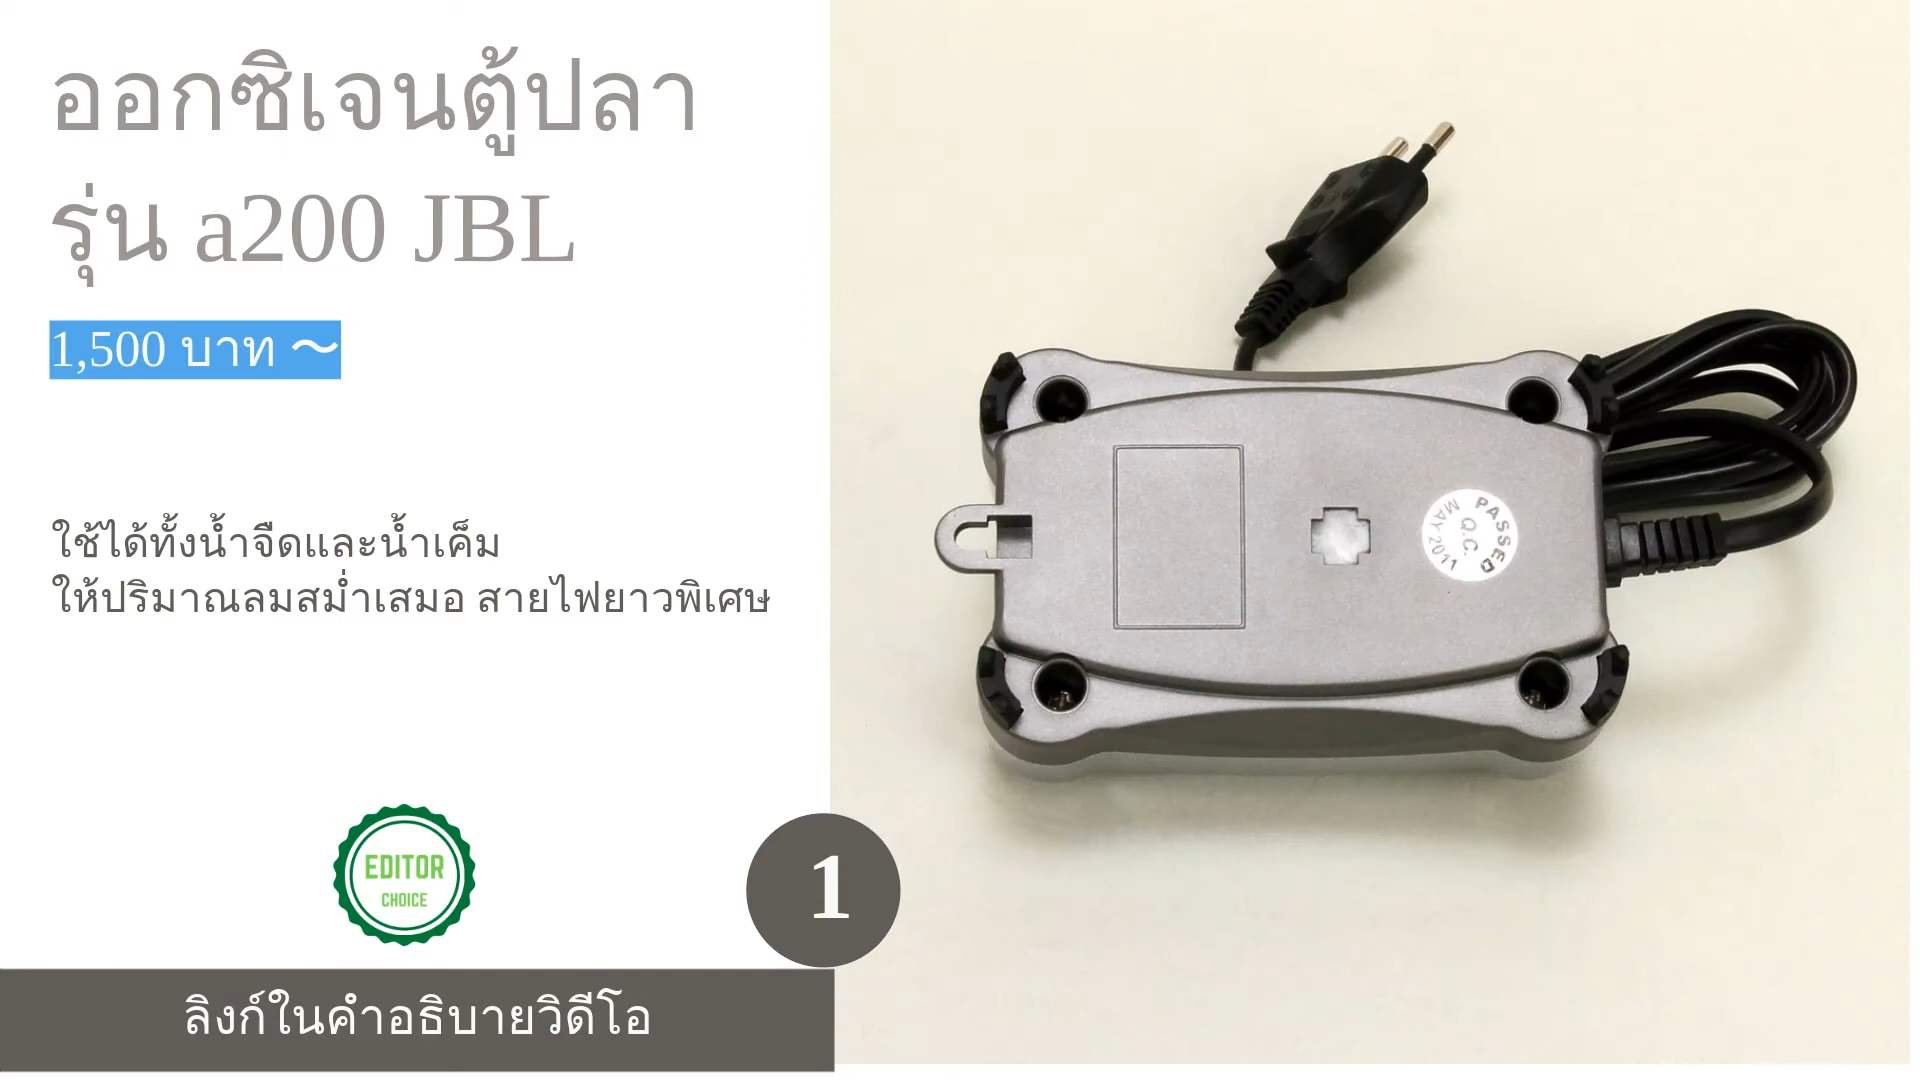 ออกซิเจนตู้ปลา
รุ่น a200 JBL
1,500 บาท ～
ใช้ได้ทั้งน้ำจืดและน้ำเค็ม
ให้ปริมาณลมสม่ำเสมอ สายไฟยาวพิเศษ
EDITOR
CHOICE
1
ลิงก์ในคำอธิบายวิดีโอ
PASSED
Q.C.
MAY 2011